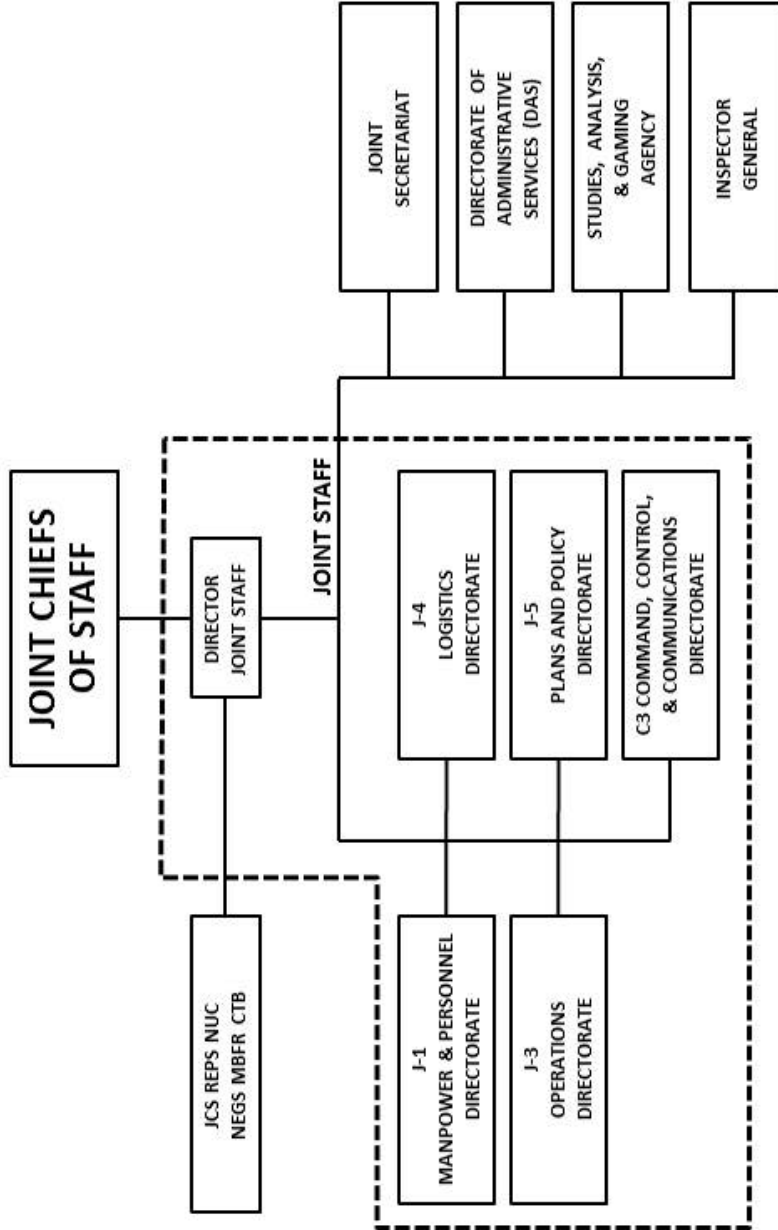 JOINT CHIEFS
OF STAFF
DIRECTOR
JOINT STAFF
JCS REPS NUC
NEGS MBFR CTB
JOINT STAFF
J-1
MANPOWER & PERSONNEL
DIRECTORATE
J-4
LOGISTICS
DIRECTORATE
J-3
OPERATIONS
DIRECTORATE
J-5
PLANS AND POLICY
DIRECTORATE
C3 COMMAND, CONTROL,
& COMMUNICATIONS
DIRECTORATE
JOINT
SECRETARIAT
DIRECTORATE OF
ADMINISTRATIVE
SERVICES (DAS)
STUDIES, ANALYSIS,
& GAMING
AGENCY
INSPECTOR
GENERAL